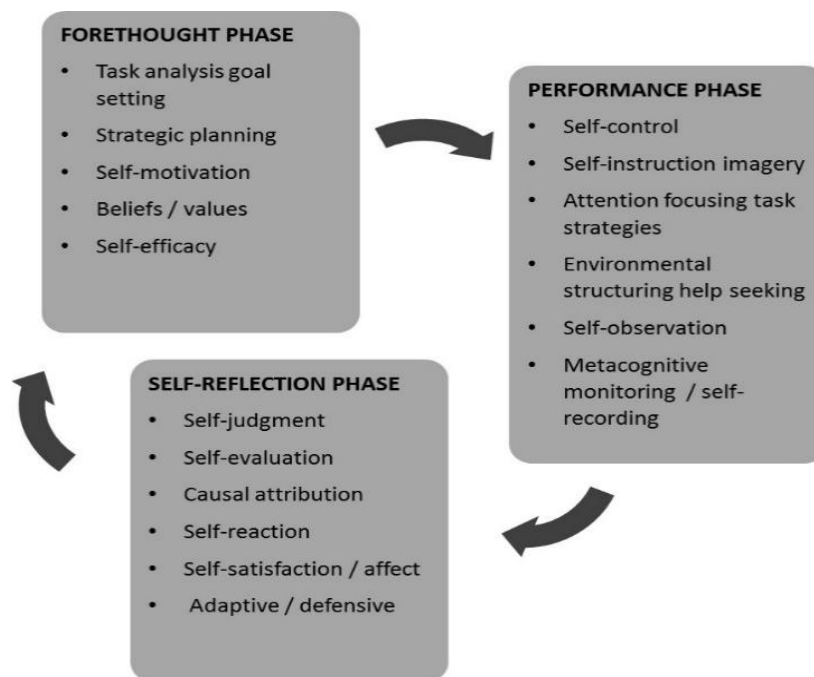 FORETHOUGHT PHASE
• Task analysis goal
setting
• Strategic planning
• Self-motivation
• Beliefs / values
• Self-efficacy
PERFORMANCE PHASE
• Self-control
• Self-instruction imagery
• Attention focusing task
strategies
• Environmental
structuring help seeking
• Self-observation
• Metacognitive
monitoring / self-
recording
SELF-REFLECTION PHASE
• Self-judgment
• Self-evaluation
• Causal attribution
• Self-reaction
• Self-satisfaction / affect
• Adaptive / defensive